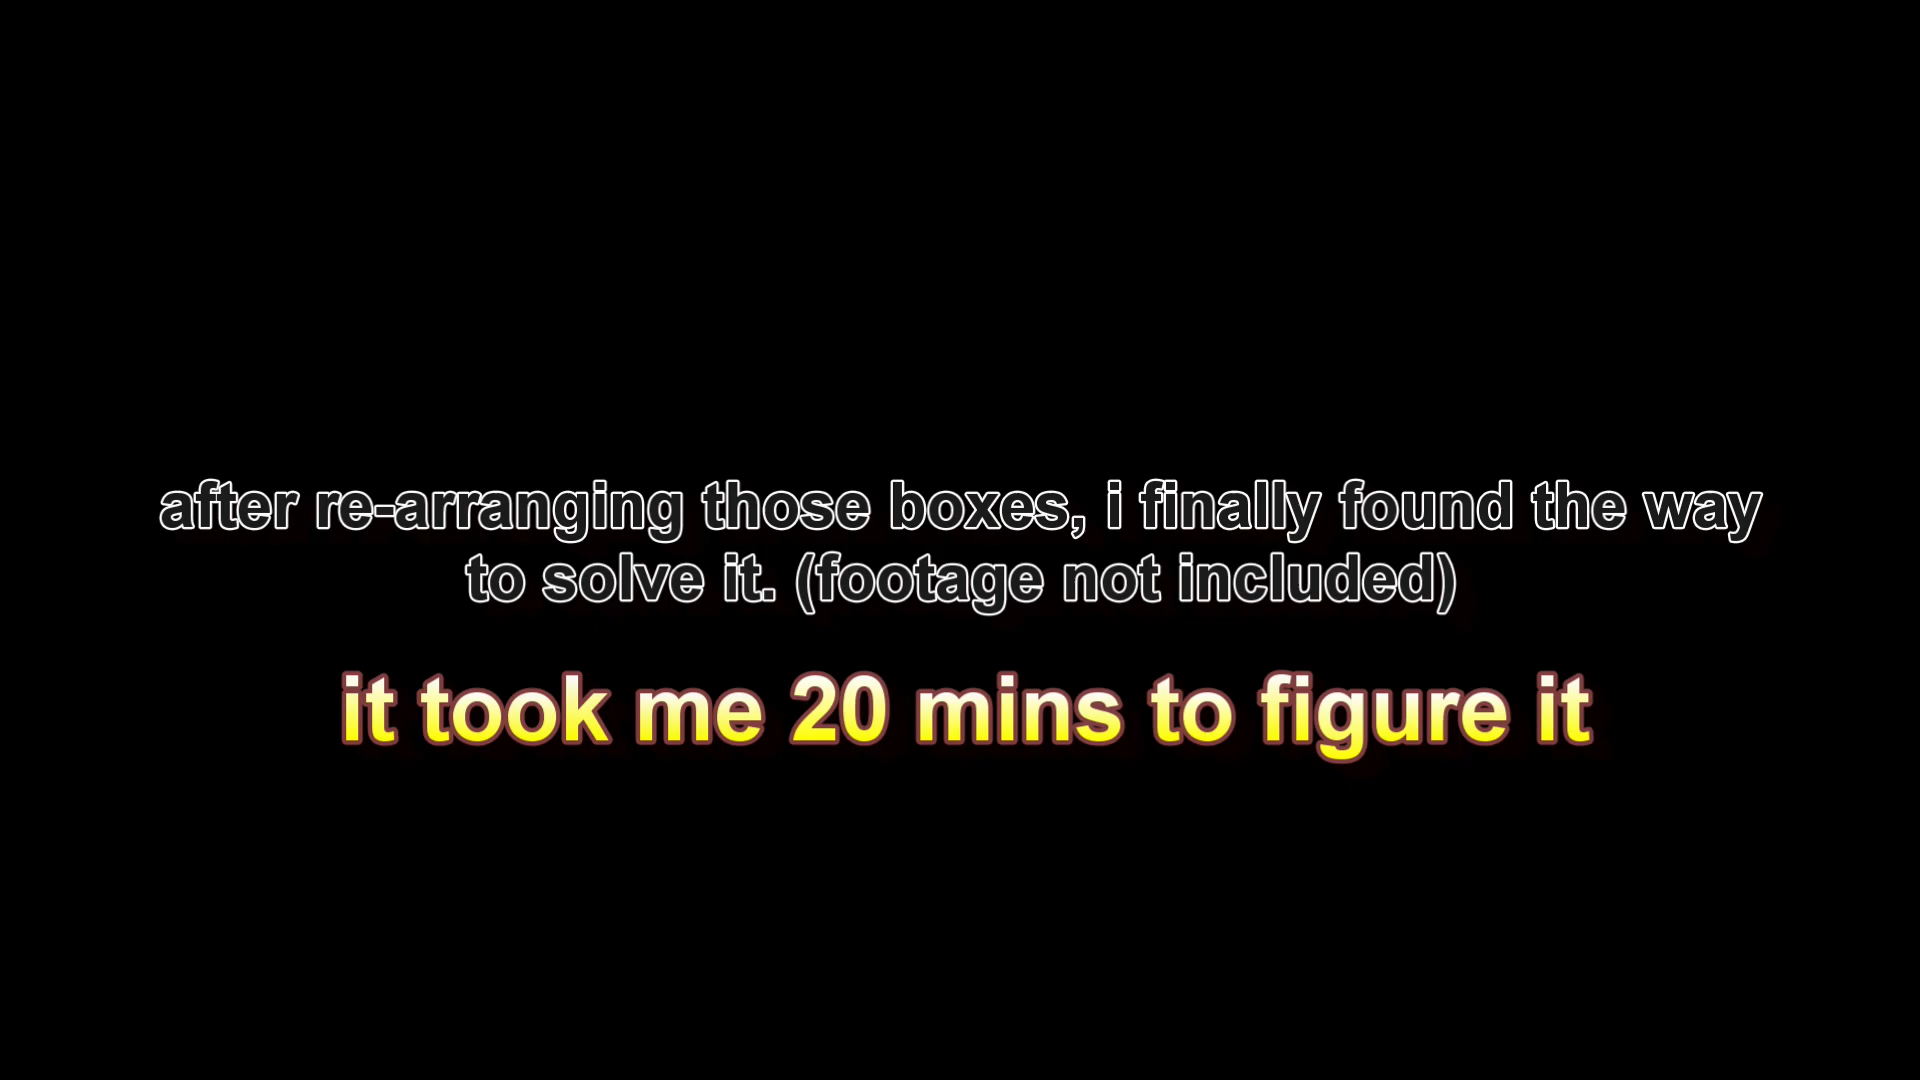 after re-arranging those boxes, i finally found the way
to solve it. (footage not included)
it took me 20 mins to figure it